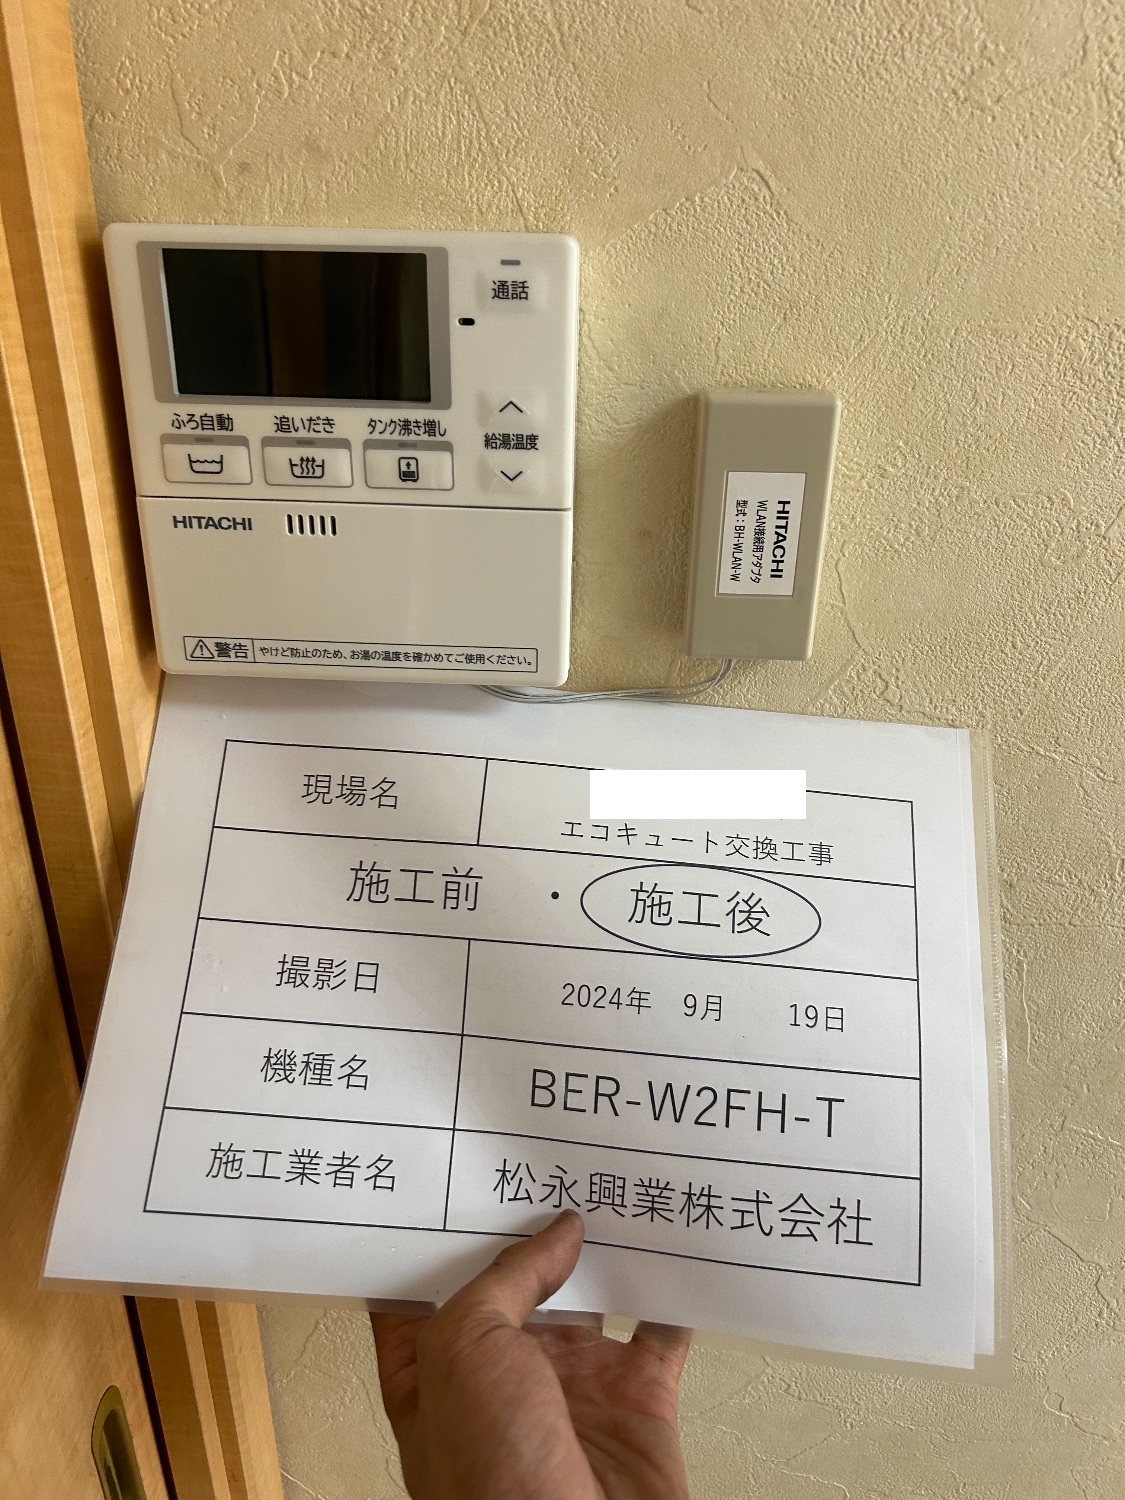 通話
ふろ自動
追いだき
タンク沸き増し
給湯温度
HITACHI
警告 やけど防止のため、お湯の温度を確かめてご使用ください。
HITACHI
WLAN接続用アダプタ
型式：BH-WLAN-W
現場名
エコキュート交換工事
施工前 ・ 施工後
撮影日 2024年 9月 19日
機種名 BER-W2FH-T
施工業者名 松永興業株式会社